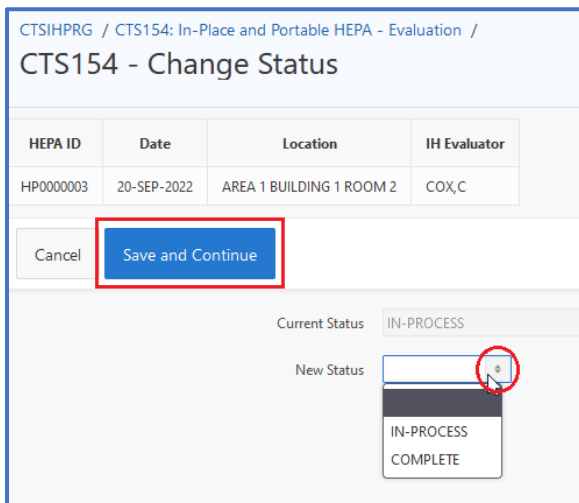 CTSIHPRG / CTS154: In-Place and Portable HEPA - Evaluation /
CTS154 - Change Status
HEPA ID Date Location IH Evaluator
HP0000003 20-SEP-2022 AREA 1 BUILDING 1 ROOM 2 COX,C
Cancel Save and Continue
Current Status IN-PROCESS
New Status
IN-PROCESS
COMPLETE